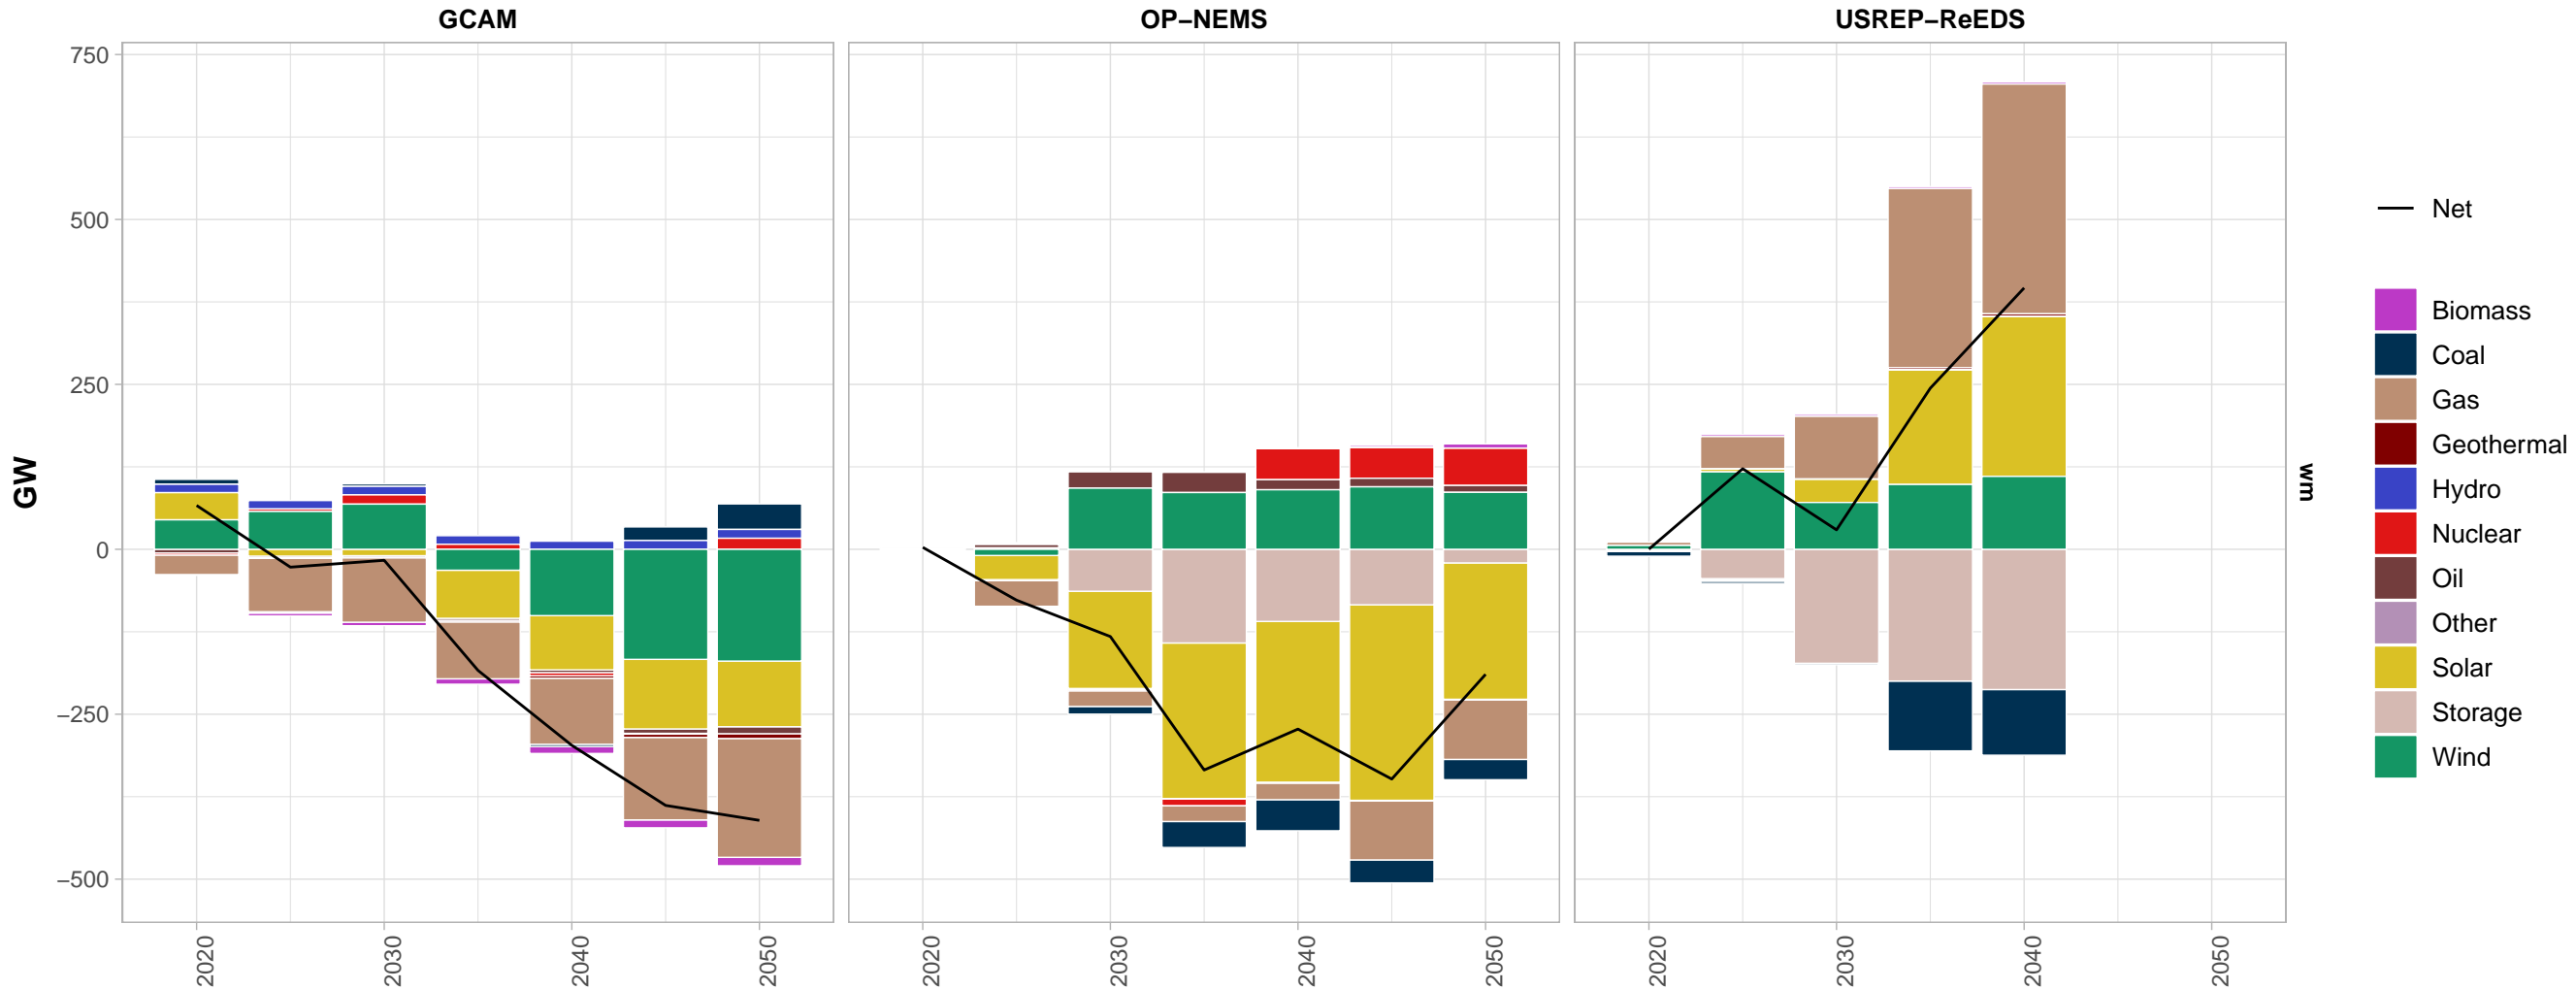 GCAM
OP−NEMS
USREP−ReEDS
GW
750
500
250
0
−250
−500
2020
2030
2040
2050
2020
2030
2040
2050
2020
2030
2040
2050
wm
Net
Biomass
Coal
Gas
Geothermal
Hydro
Nuclear
Oil
Other
Solar
Storage
Wind